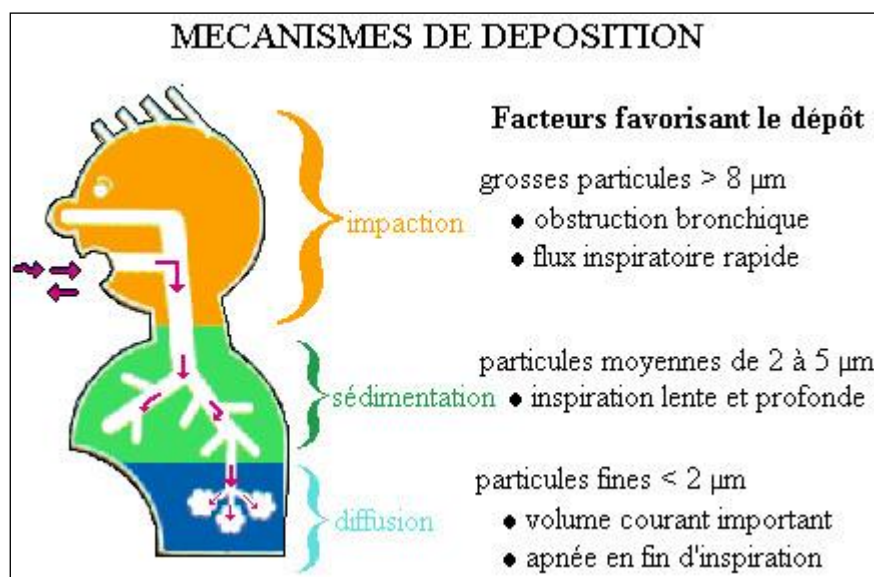 MECANISMES DE DEPOSITION
Facteurs favorisant le dépôt
impaction
grosses particules > 8 µm
● obstruction bronchique
● flux inspiratoire rapide
sédimentation
particules moyennes de 2 à 5 µm
● inspiration lente et profonde
diffusion
particules fines < 2 µm
● volume courant important
● apnée en fin d'inspiration